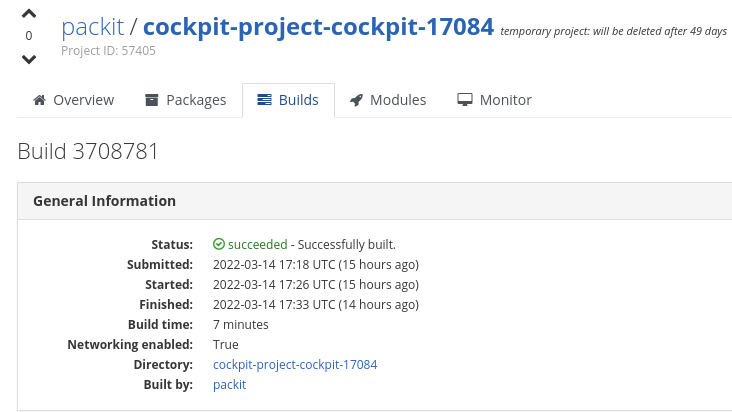 packit / cockpit-project-cockpit-17084 temporary project: will be deleted after 49 days
0
Project ID: 57405
Overview Packages Builds Modules Monitor
Build 3708781
General Information
Status: succeeded - Successfully built.
Submitted: 2022-03-14 17:18 UTC (15 hours ago)
Started: 2022-03-14 17:26 UTC (15 hours ago)
Finished: 2022-03-14 17:33 UTC (14 hours ago)
Build time: 7 minutes
Networking enabled: True
Directory: cockpit-project-cockpit-17084
Built by: packit